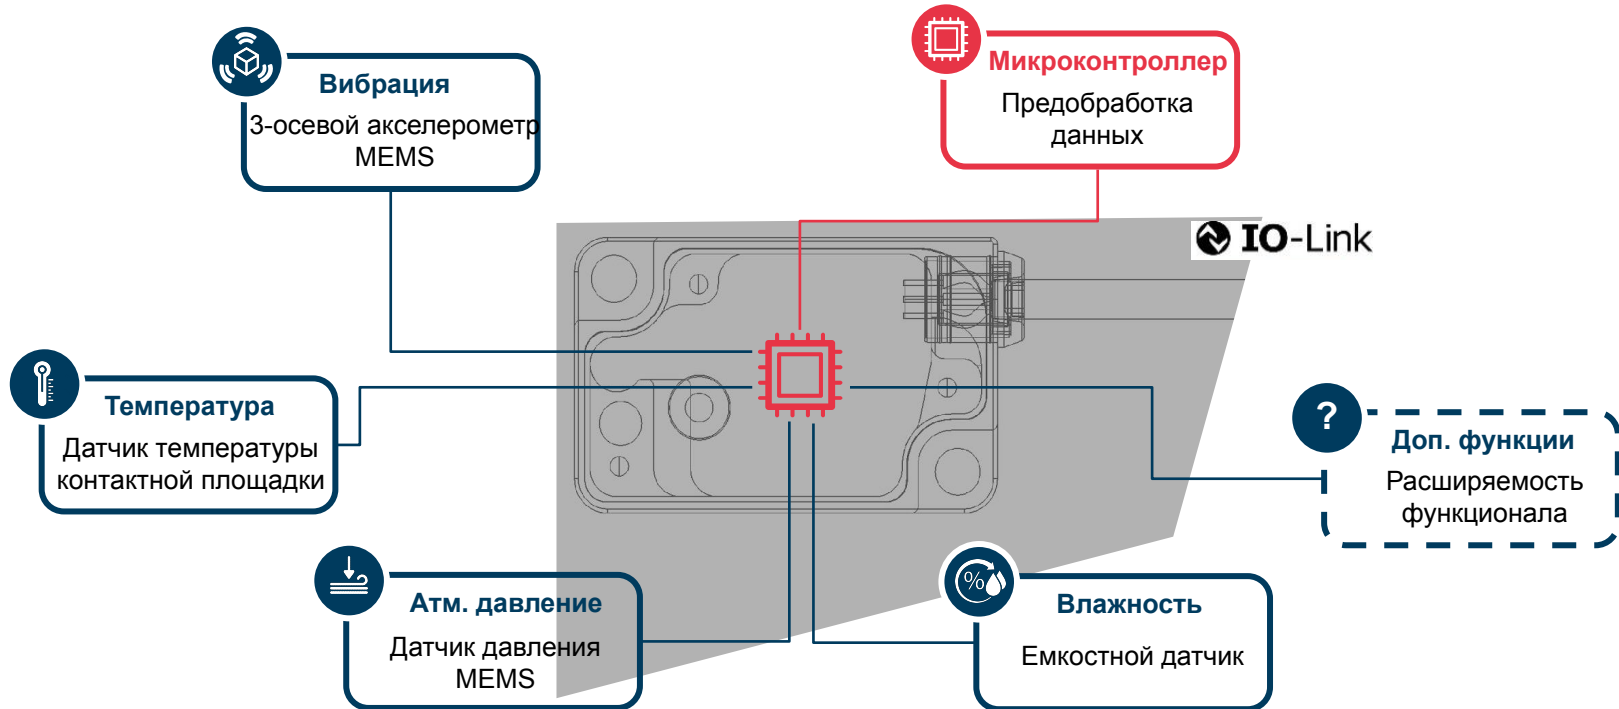 Вибрация
3-осевой акселерометр
MEMS
Микроконтроллер
Предобработка
данных
IO-Link
Температура
Датчик температуры
контактной площадки
?
Доп. функции
Расширяемость
функционала
Атм. давление
Датчик давления
MEMS
%
Влажность
Емкостной датчик